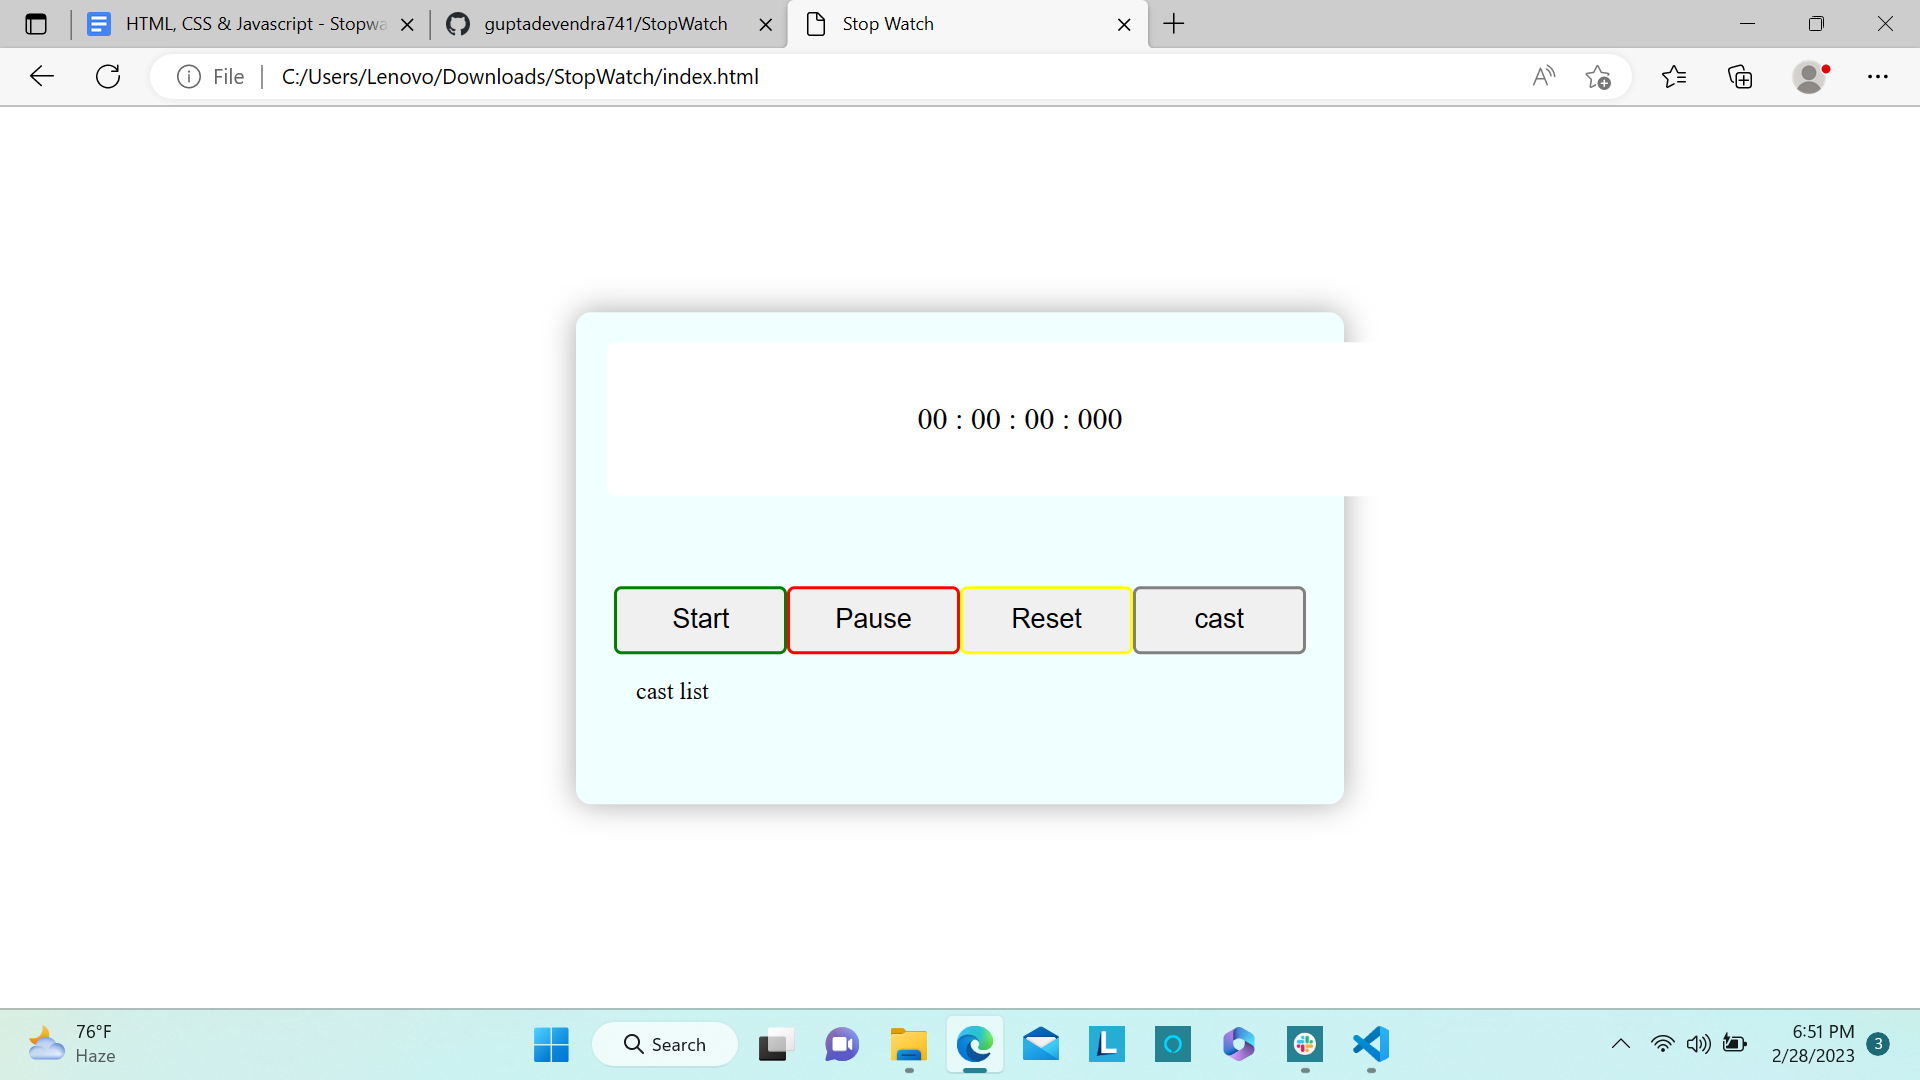 HTML, CSS & Javascript - Stopwa
guptadevendra741/StopWatch
Stop Watch
File
C:/Users/Lenovo/Downloads/StopWatch/index.html
00 : 00 : 00 : 000
Start Pause Reset cast
cast list
76°F
Haze
Search
6:51 PM
2/28/2023
3